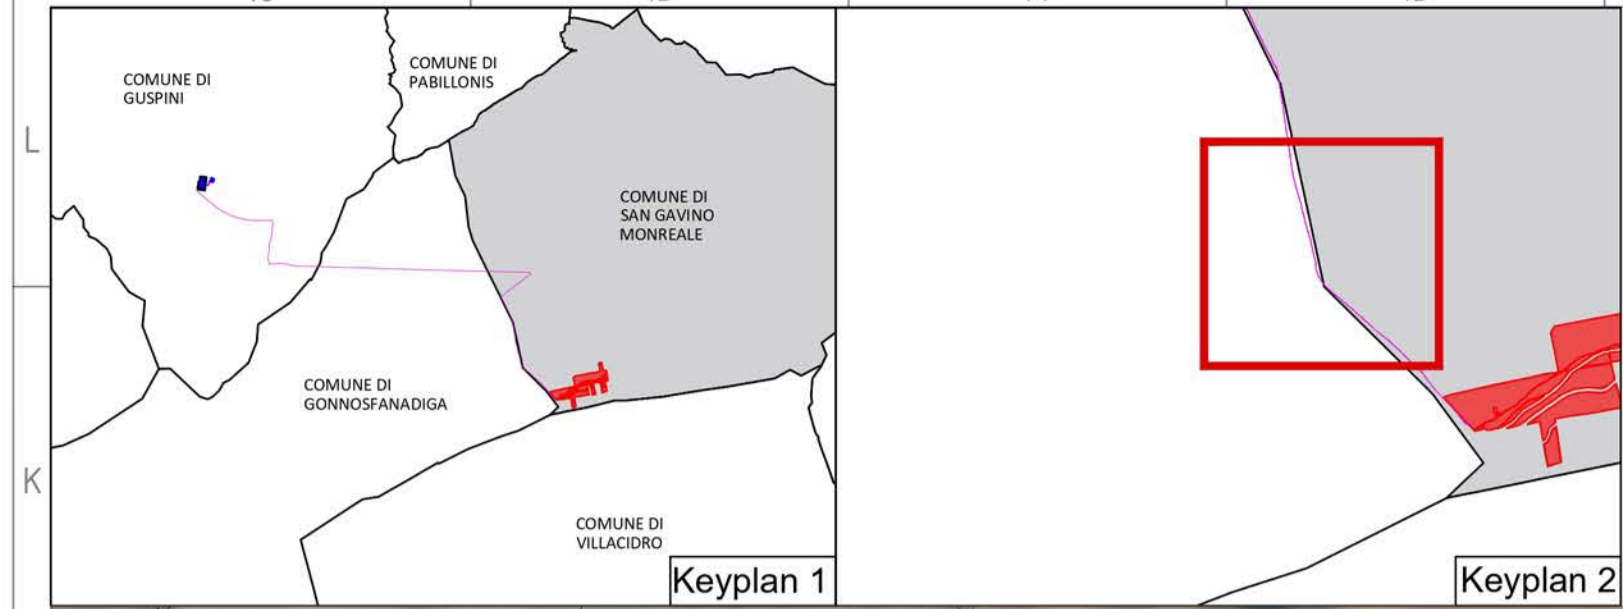 COMUNE DI
GUSPINI
COMUNE DI
PABILLONIS
L
COMUNE DI
SAN GAVINO
MONREALE
COMUNE DI
GONNOSFANADIGA
K
COMUNE DI
VILLACIDRO
Keyplan 1
Keyplan 2